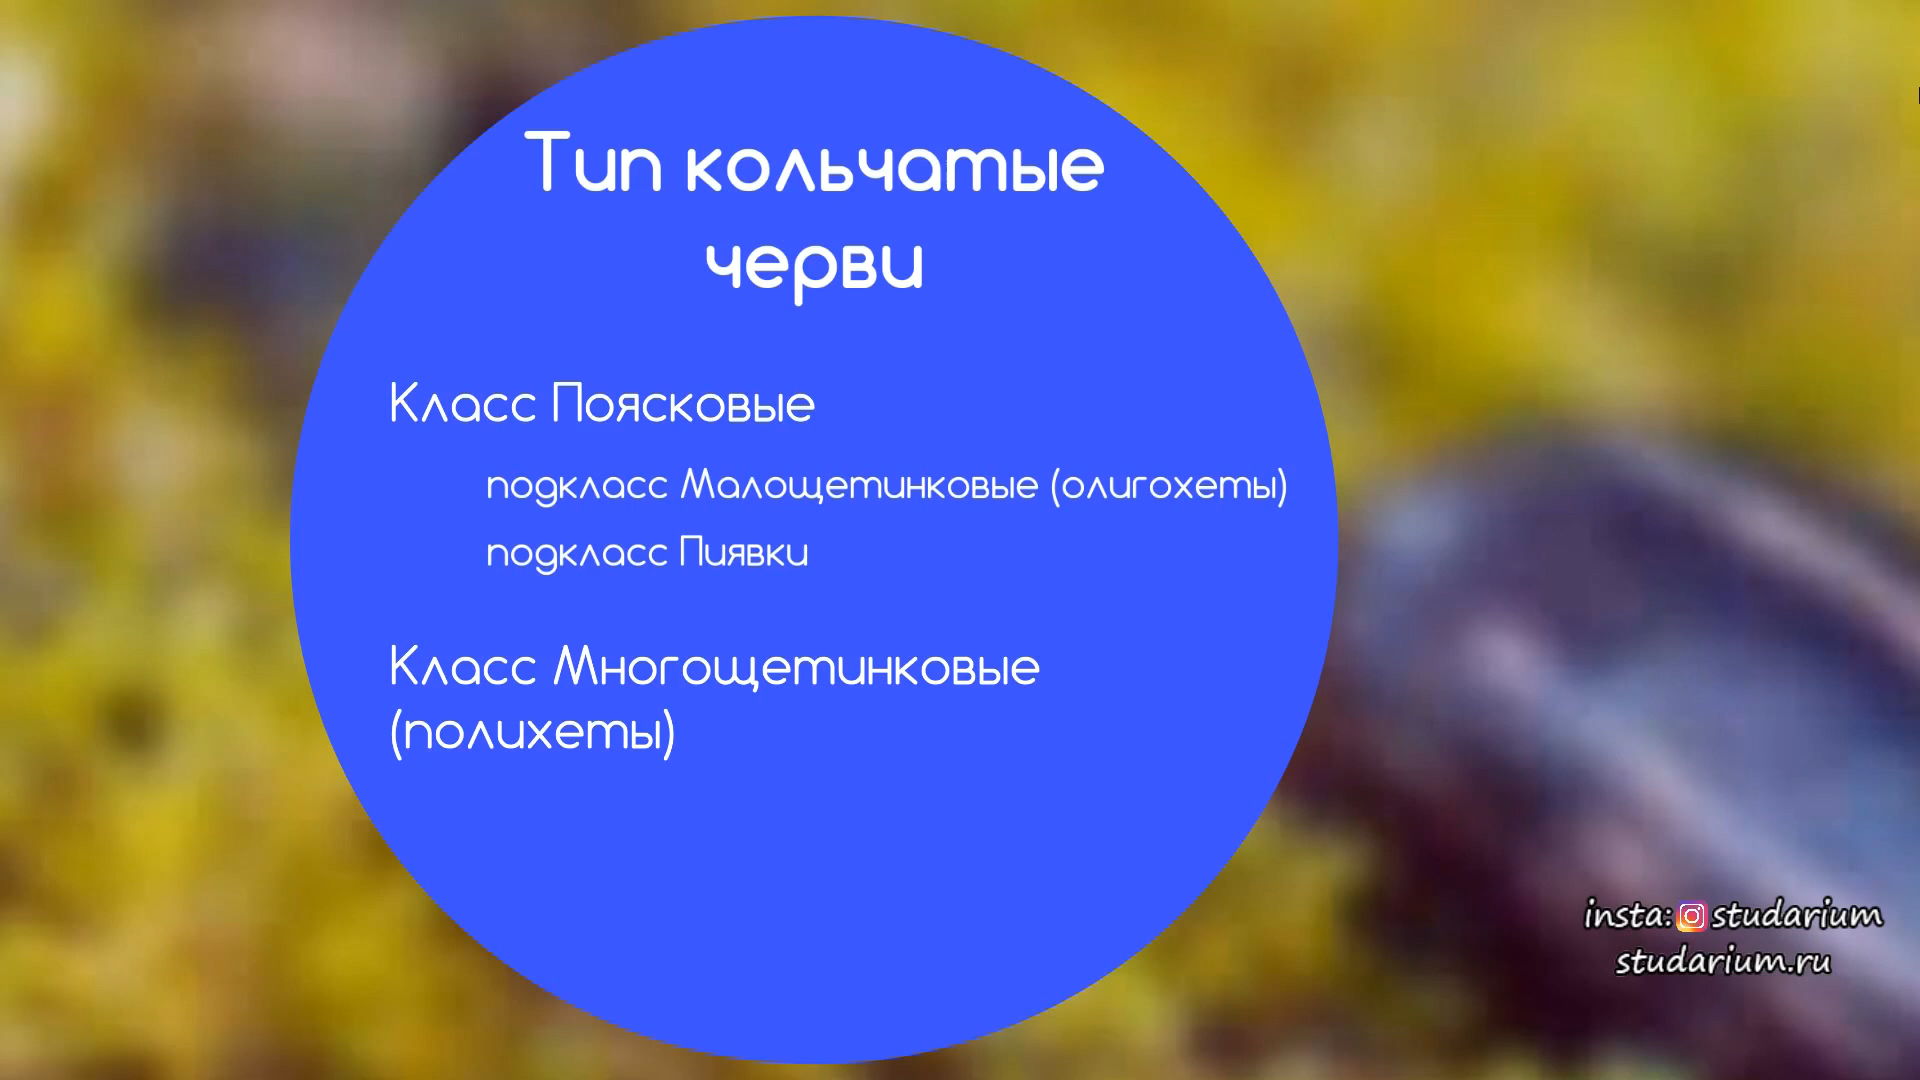 Тип кольчатые
черви
Класс Поясковые
подкласс Малощетинковые (олигохеты)
подкласс Пиявки
Класс Многощетинковые
(полихеты)
insta: studarium
studarium.ru